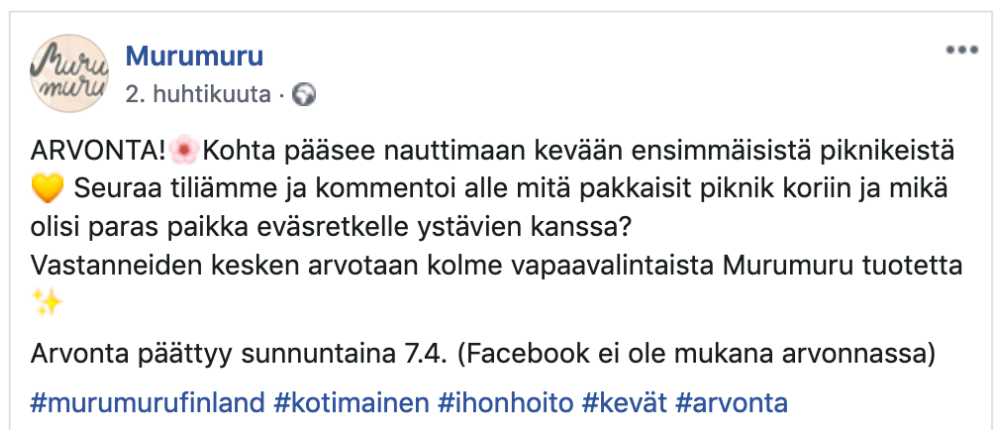 Muru
muru
Murumuru
2. huhtikuuta ·
ARVONTA!🌸Kohta pääsee nauttimaan kevään ensimmäisistä piknikeistä
💛 Seuraa tiliämme ja kommentoi alle mitä pakkaisit piknik koriin ja mikä
olisi paras paikka eväsretkelle ystävien kanssa?
Vastanneiden kesken arvotaan kolme vapaavalintaista Murumuru tuotetta
✨
Arvonta päättyy sunnuntaina 7.4. (Facebook ei ole mukana arvonnassa)
#murumurufinland #kotimainen #ihonhoito #kevät #arvonta